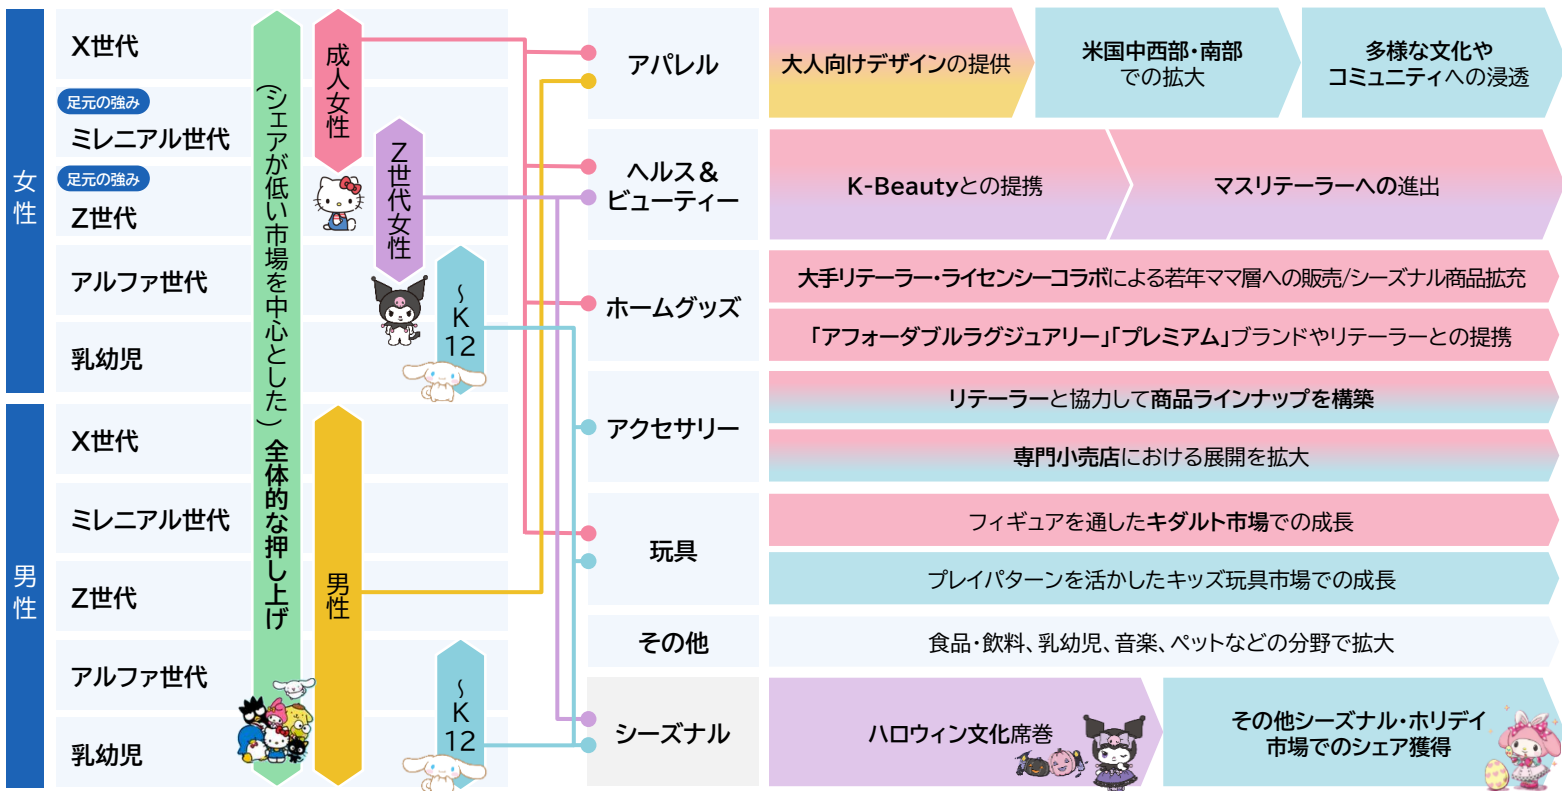 女性
X世代
足元の強み
ミレニアル世代
足元の強み
Z世代
アルファ世代
乳幼児
男性
X世代
ミレニアル世代
Z世代
アルファ世代
乳幼児
(シェアが低い市場を中心とした)全体的な押し上げ
成人女性
Z世代女性
~K12
男性
~K12
アパレル
大人向けデザインの提供
米国中西部・南部
での拡大
多様な文化や
コミュニティへの浸透
ヘルス&
ビューティー
K-Beautyとの提携
マスリテーラーへの進出
ホームグッズ
大手リテーラー・ライセンシーコラボによる若年ママ層への販売/シーズナル商品拡充
「アフォーダブルラグジュアリー」「プレミアム」ブランドやリテーラーとの提携
アクセサリー
リテーラーと協力して商品ラインナップを構築
専門小売店における展開を拡大
玩具
フィギュアを通したキダルト市場での成長
プレイパターンを活かしたキッズ玩具市場での成長
その他
食品・飲料、乳幼児、音楽、ペットなどの分野で拡大
シーズナル
ハロウィン文化席巻
その他シーズナル・ホリデイ
市場でのシェア獲得